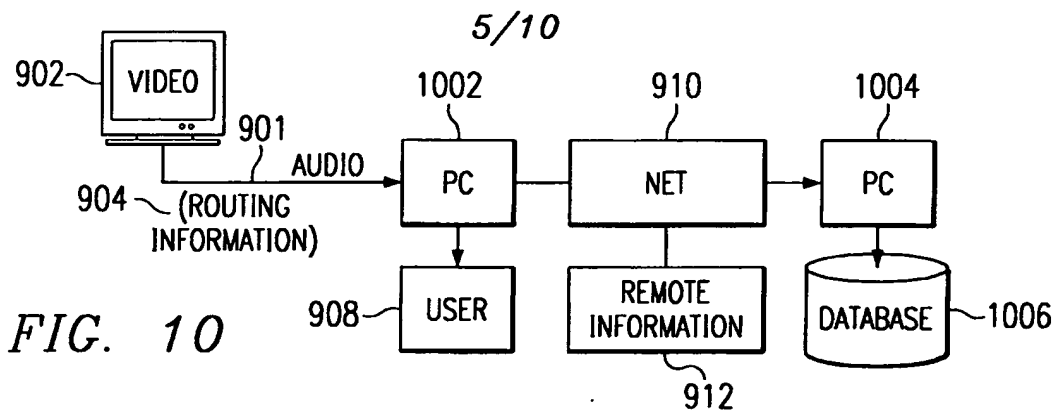 5/10
902
VIDEO
901
AUDIO
904
(ROUTING
INFORMATION)
1002
PC
910
NET
1004
PC
908
USER
REMOTE
INFORMATION
912
DATABASE
1006
FIG. 10